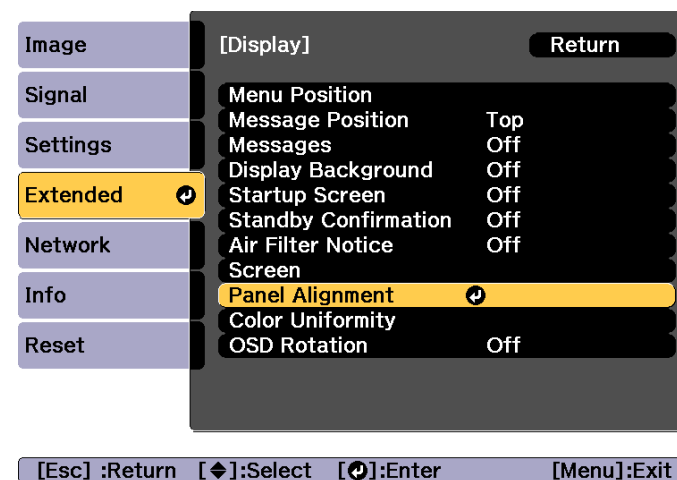 Image
Signal
Settings
Extended
Network
Info
Reset
[Display] Return
Menu Position
Message Position Top
Messages Off
Display Background Off
Startup Screen Off
Standby Confirmation Off
Air Filter Notice Off
Screen
Panel Alignment
Color Uniformity
OSD Rotation Off
[Esc] :Return [◆]:Select [↵]:Enter [Menu]:Exit